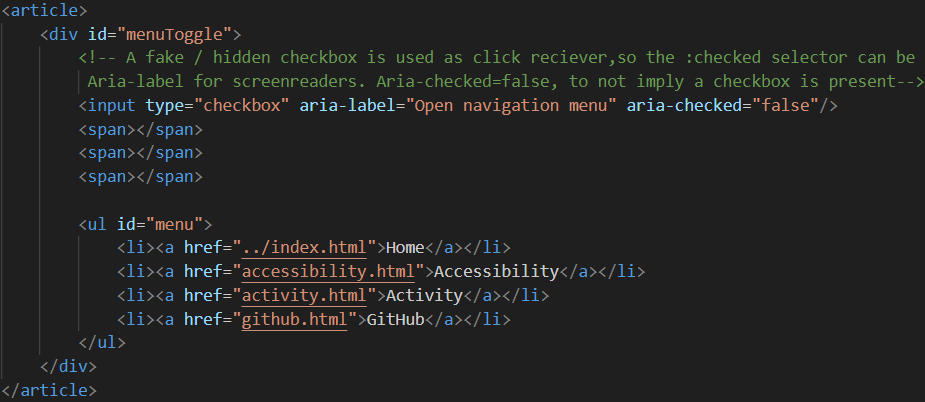 <article>
<div id="menuToggle">
<!-- A fake / hidden checkbox is used as click reciever,so the :checked selector can be
Aria-label for screenreaders. Aria-checked=false, to not imply a checkbox is present-->
<input type="checkbox" aria-label="Open navigation menu" aria-checked="false"/>
<span></span>
<span></span>
<span></span>
<ul id="menu">
<li><a href="../index.html">Home</a></li>
<li><a href="accessibility.html">Accessibility</a></li>
<li><a href="activity.html">Activity</a></li>
<li><a href="github.html">GitHub</a></li>
</ul>
</div>
</article>